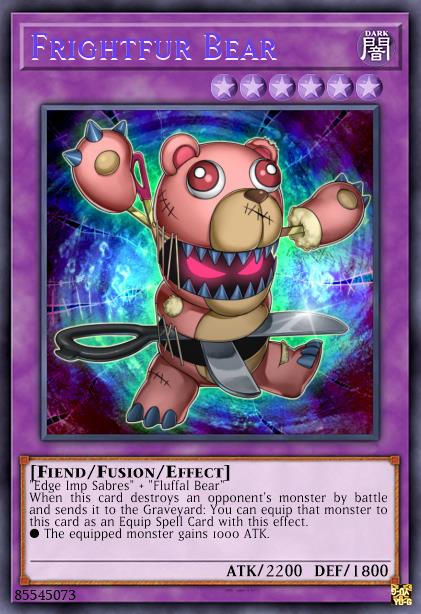 Frightfur Bear
DARK
闇
[Fiend/Fusion/Effect]
"Edge Imp Sabres" + "Fluffal Bear"
When this card destroys an opponent's monster by battle
and sends it to the Graveyard: You can equip that monster to
this card as an Equip Spell Card with this effect.
● The equipped monster gains 1000 ATK.
ATK/2200 DEF/1800
85545073